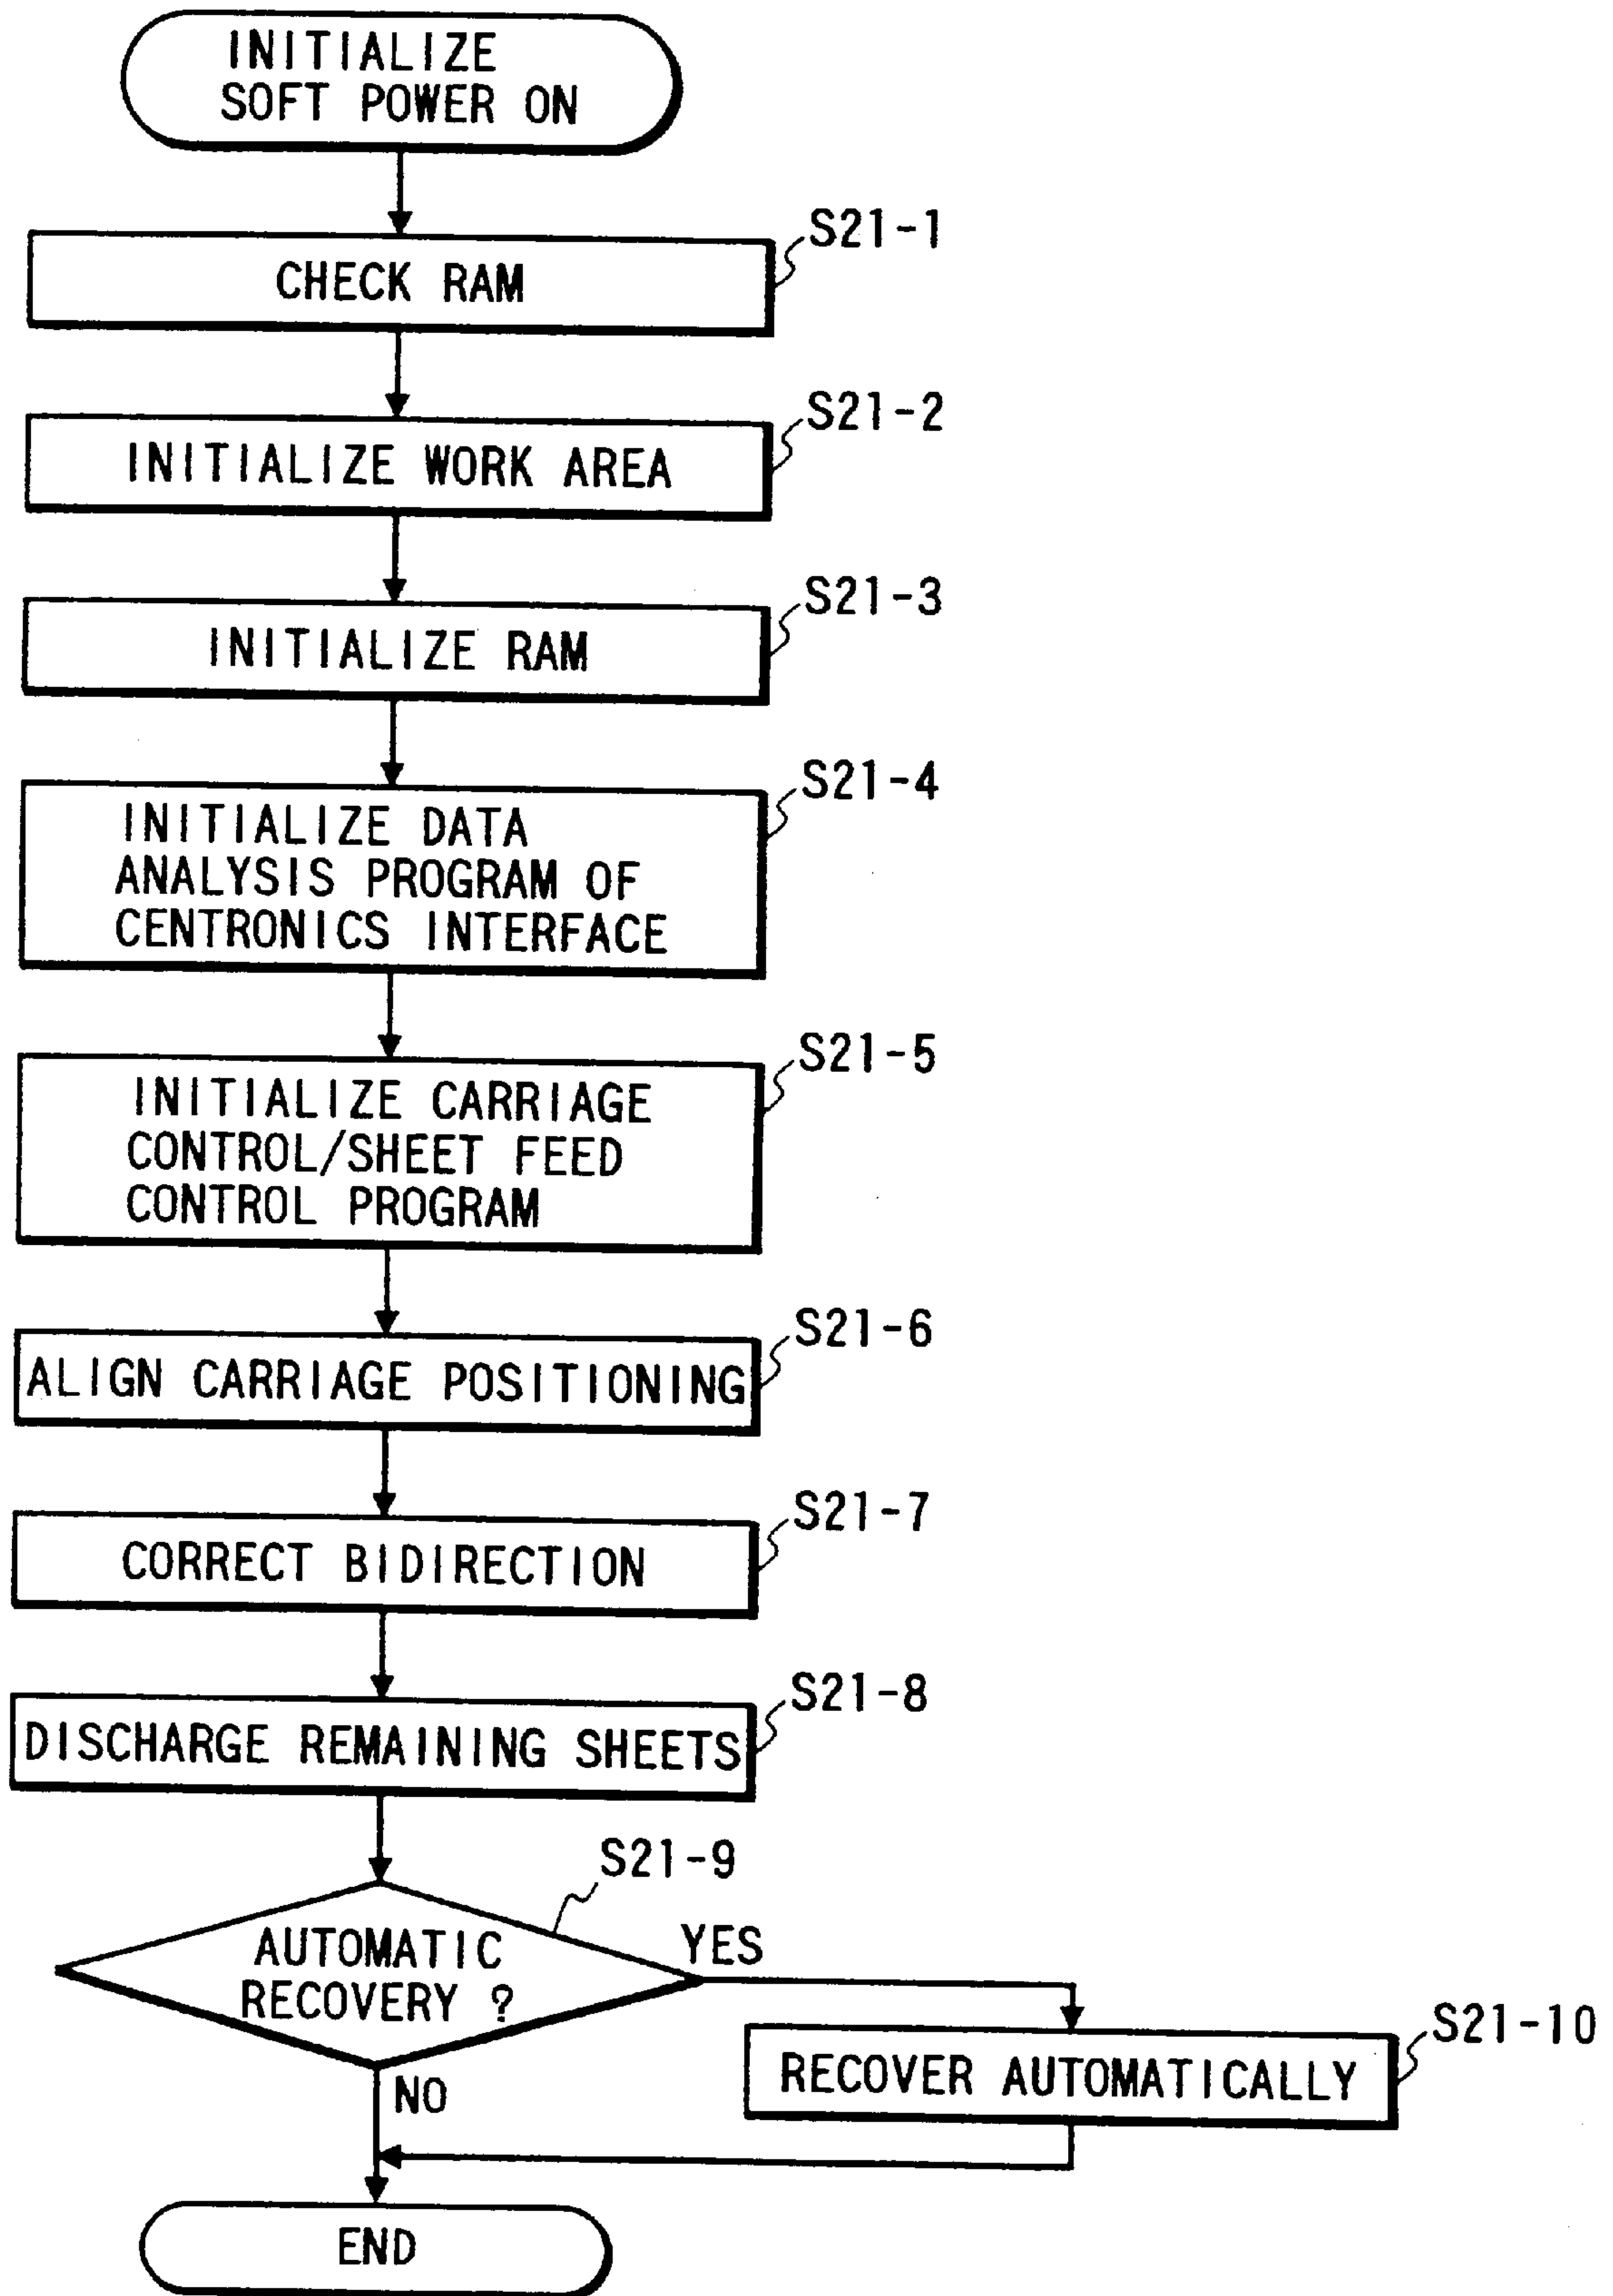 INITIALIZE
SOFT POWER ON
S21-1
CHECK RAM
S21-2
INITIALIZE WORK AREA
S21-3
INITIALIZE RAM
S21-4
INITIALIZE DATA
ANALYSIS PROGRAM OF
CENTRONICS INTERFACE
S21-5
INITIALIZE CARRIAGE
CONTROL/SHEET FEED
CONTROL PROGRAM
S21-6
ALIGN CARRIAGE POSITIONING
S21-7
CORRECT BIDIRECTION
S21-8
DISCHARGE REMAINING SHEETS
S21-9
AUTOMATIC
RECOVERY ?
YES
S21-10
RECOVER AUTOMATICALLY
NO
END